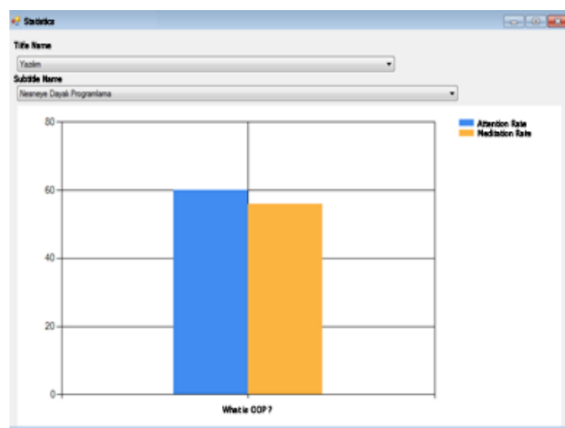 Statistics
Title Name
Yazılım
Subtitle Name
Nesneye Dayalı Programlama
80
60
40
20
0
Attention Rate
Meditation Rate
What is OOP?